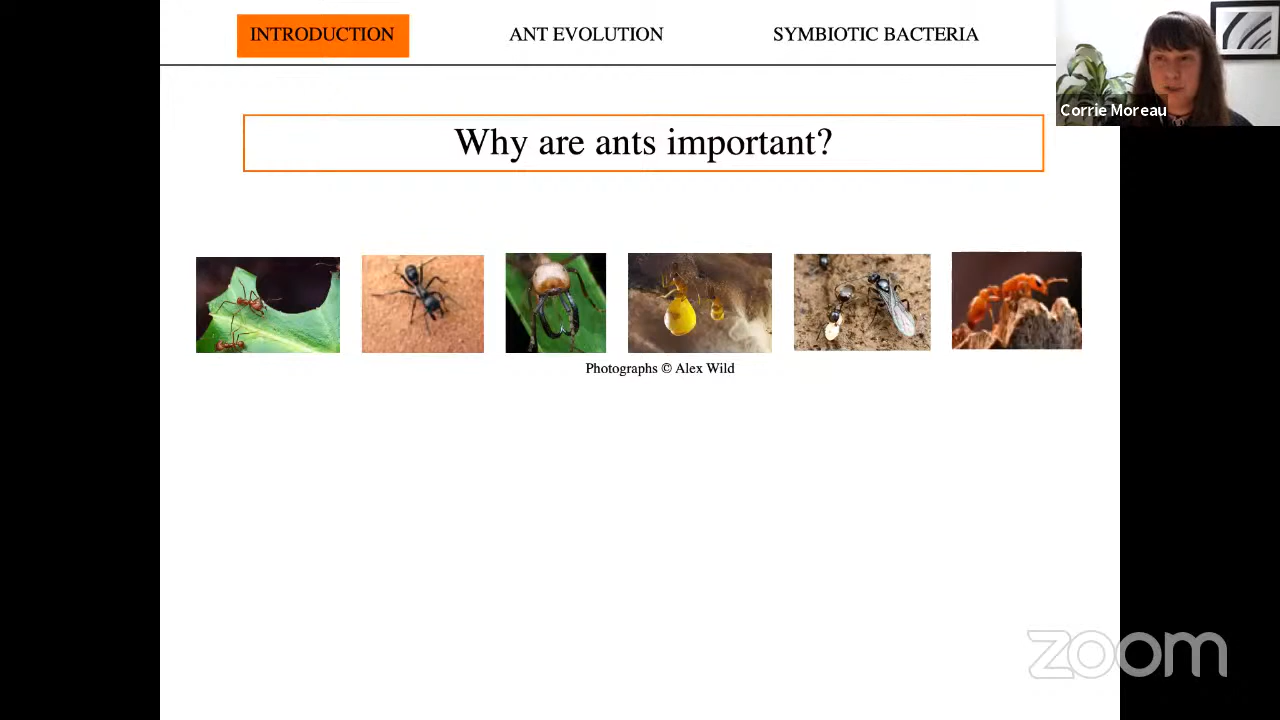 INTRODUCTION ANT EVOLUTION SYMBIOTIC BACTERIA
Corrie Moreau
Why are ants important?
Photographs © Alex Wild
zoom